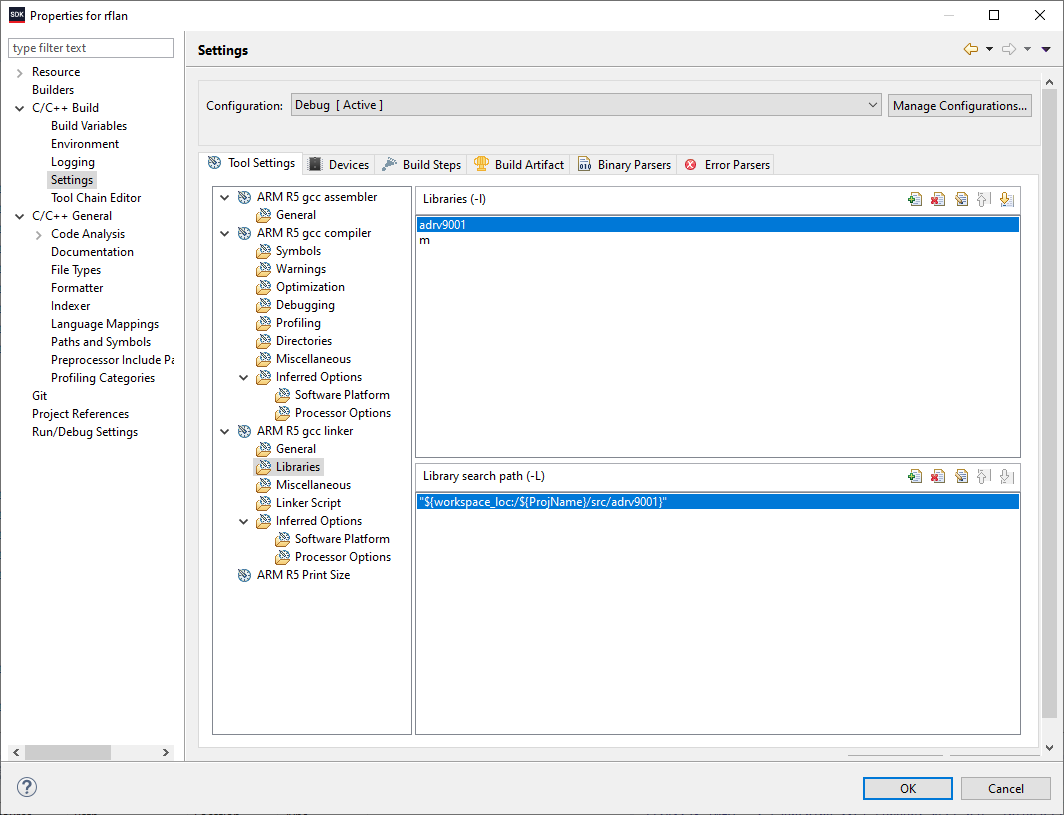 SDK Properties for rflan
type filter text
Resource
Builders
C/C++ Build
Build Variables
Environment
Logging
Settings
Tool Chain Editor
C/C++ General
Code Analysis
Documentation
File Types
Formatter
Indexer
Language Mappings
Paths and Symbols
Preprocessor Include Pa
Profiling Categories
Git
Project References
Run/Debug Settings
Settings
Configuration: Debug [ Active ] Manage Configurations...
Tool Settings Devices Build Steps Build Artifact Binary Parsers Error Parsers
ARM R5 gcc assembler
General
ARM R5 gcc compiler
Symbols
Warnings
Optimization
Debugging
Profiling
Directories
Miscellaneous
Inferred Options
Software Platform
Processor Options
ARM R5 gcc linker
General
Libraries
Miscellaneous
Linker Script
Inferred Options
Software Platform
Processor Options
ARM R5 Print Size
Libraries (-l)
adrv9001
m
Library search path (-L)
"${workspace_loc:/${ProjName}/src/adrv9001}"
? OK Cancel